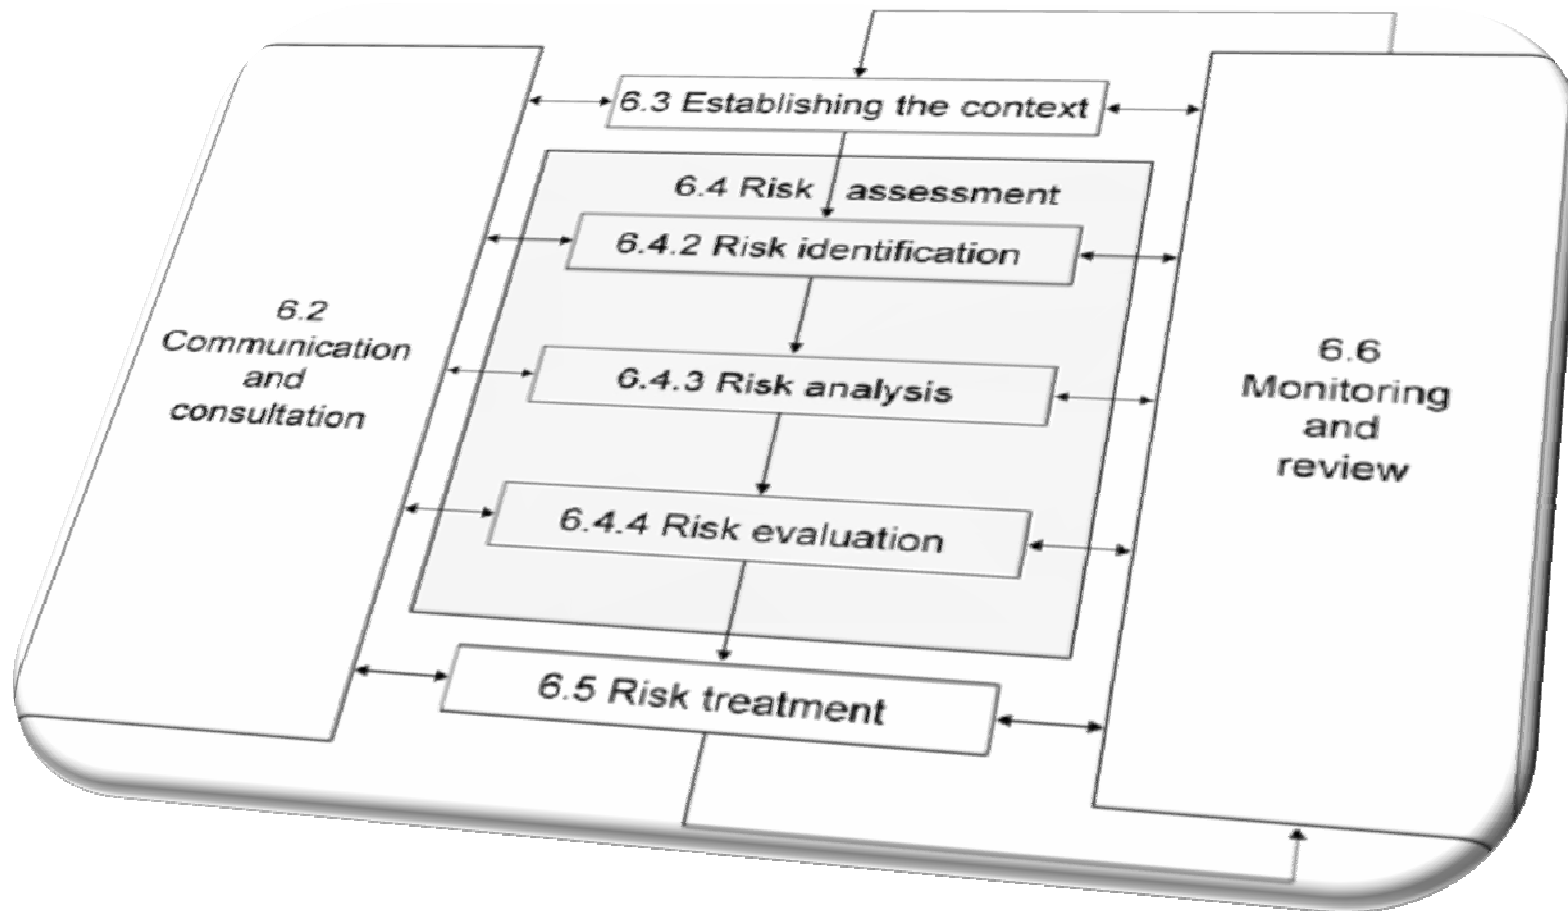 6.3 Establishing the context
6.4 Risk assessment
6.4.2 Risk identification
6.2
Communication
and
consultation
6.4.3 Risk analysis
6.6
Monitoring
and
review
6.4.4 Risk evaluation
6.5 Risk treatment